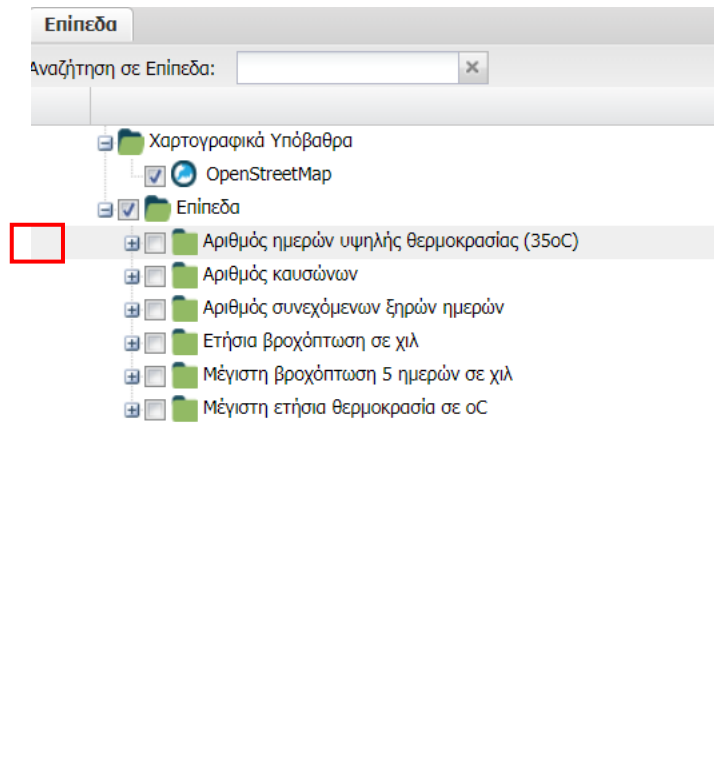 Επίπεδα
Αναζήτηση σε Επίπεδα:
Χαρτογραφικά Υπόβαθρα
OpenStreetMap
Επίπεδα
Αριθμός ημερών υψηλής θερμοκρασίας (35oC)
Αριθμός καυσώνων
Αριθμός συνεχόμενων ξηρών ημερών
Ετήσια βροχόπτωση σε χιλ
Μέγιστη βροχόπτωση 5 ημερών σε χιλ
Μέγιστη ετήσια θερμοκρασία σε oC